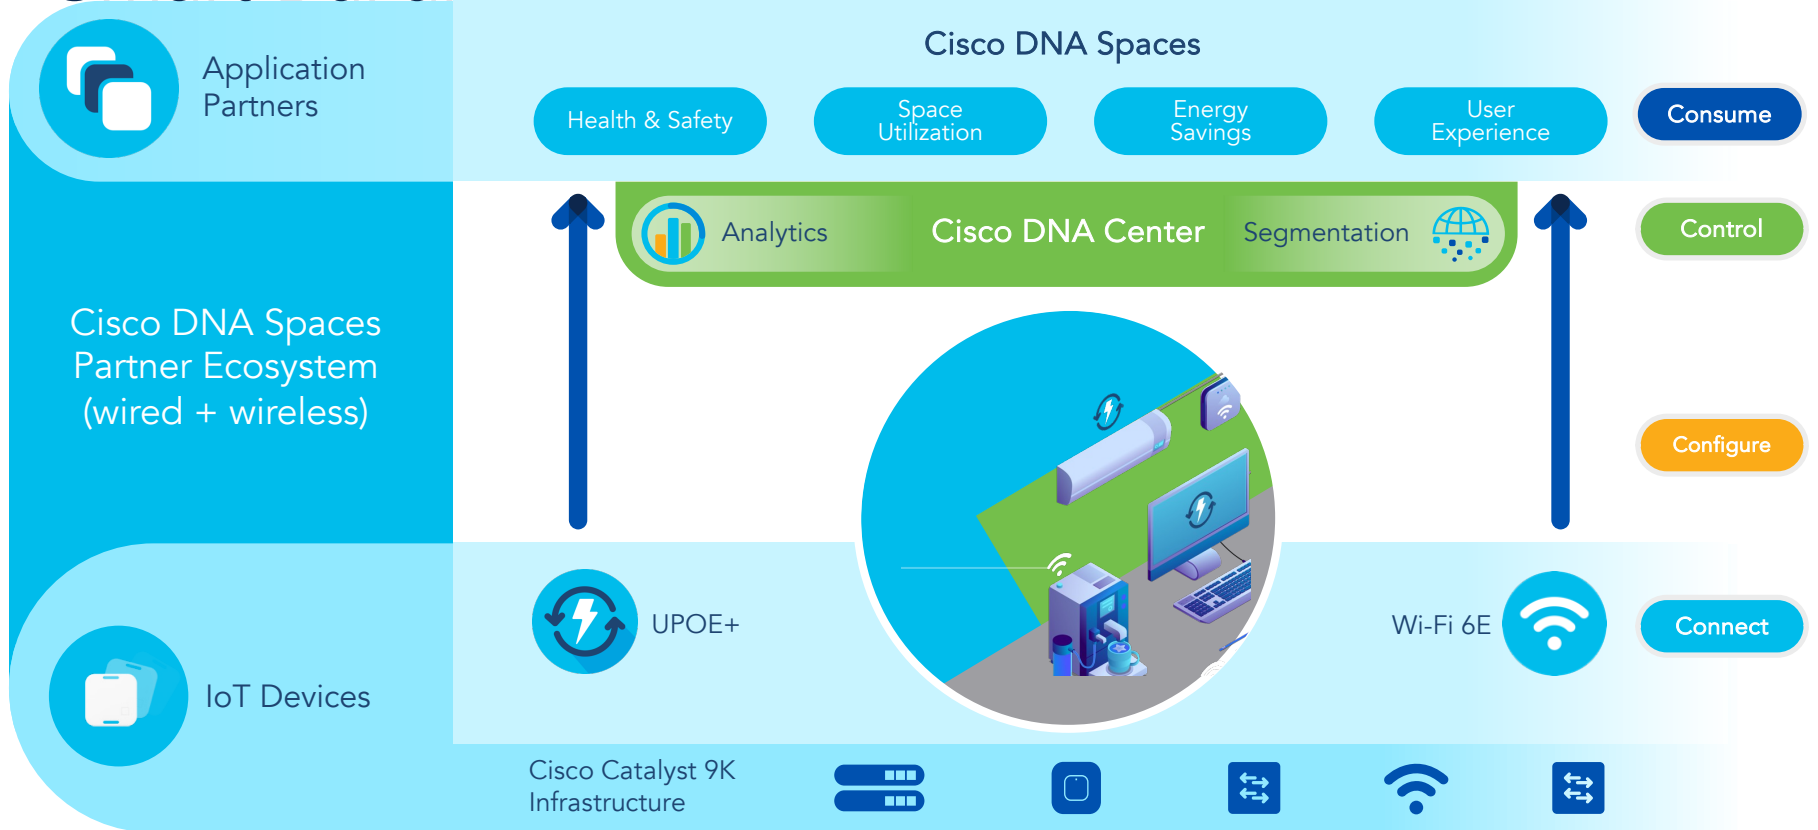 Cisco DNA Spaces
Application
Partners
Health & Safety
Space
Utilization
Energy
Savings
User
Experience
Consume
Analytics
Cisco DNA Center
Segmentation
Control
Cisco DNA Spaces
Partner Ecosystem
(wired + wireless)
Configure
UPOE+
Wi-Fi 6E
Connect
IoT Devices
Cisco Catalyst 9K
Infrastructure